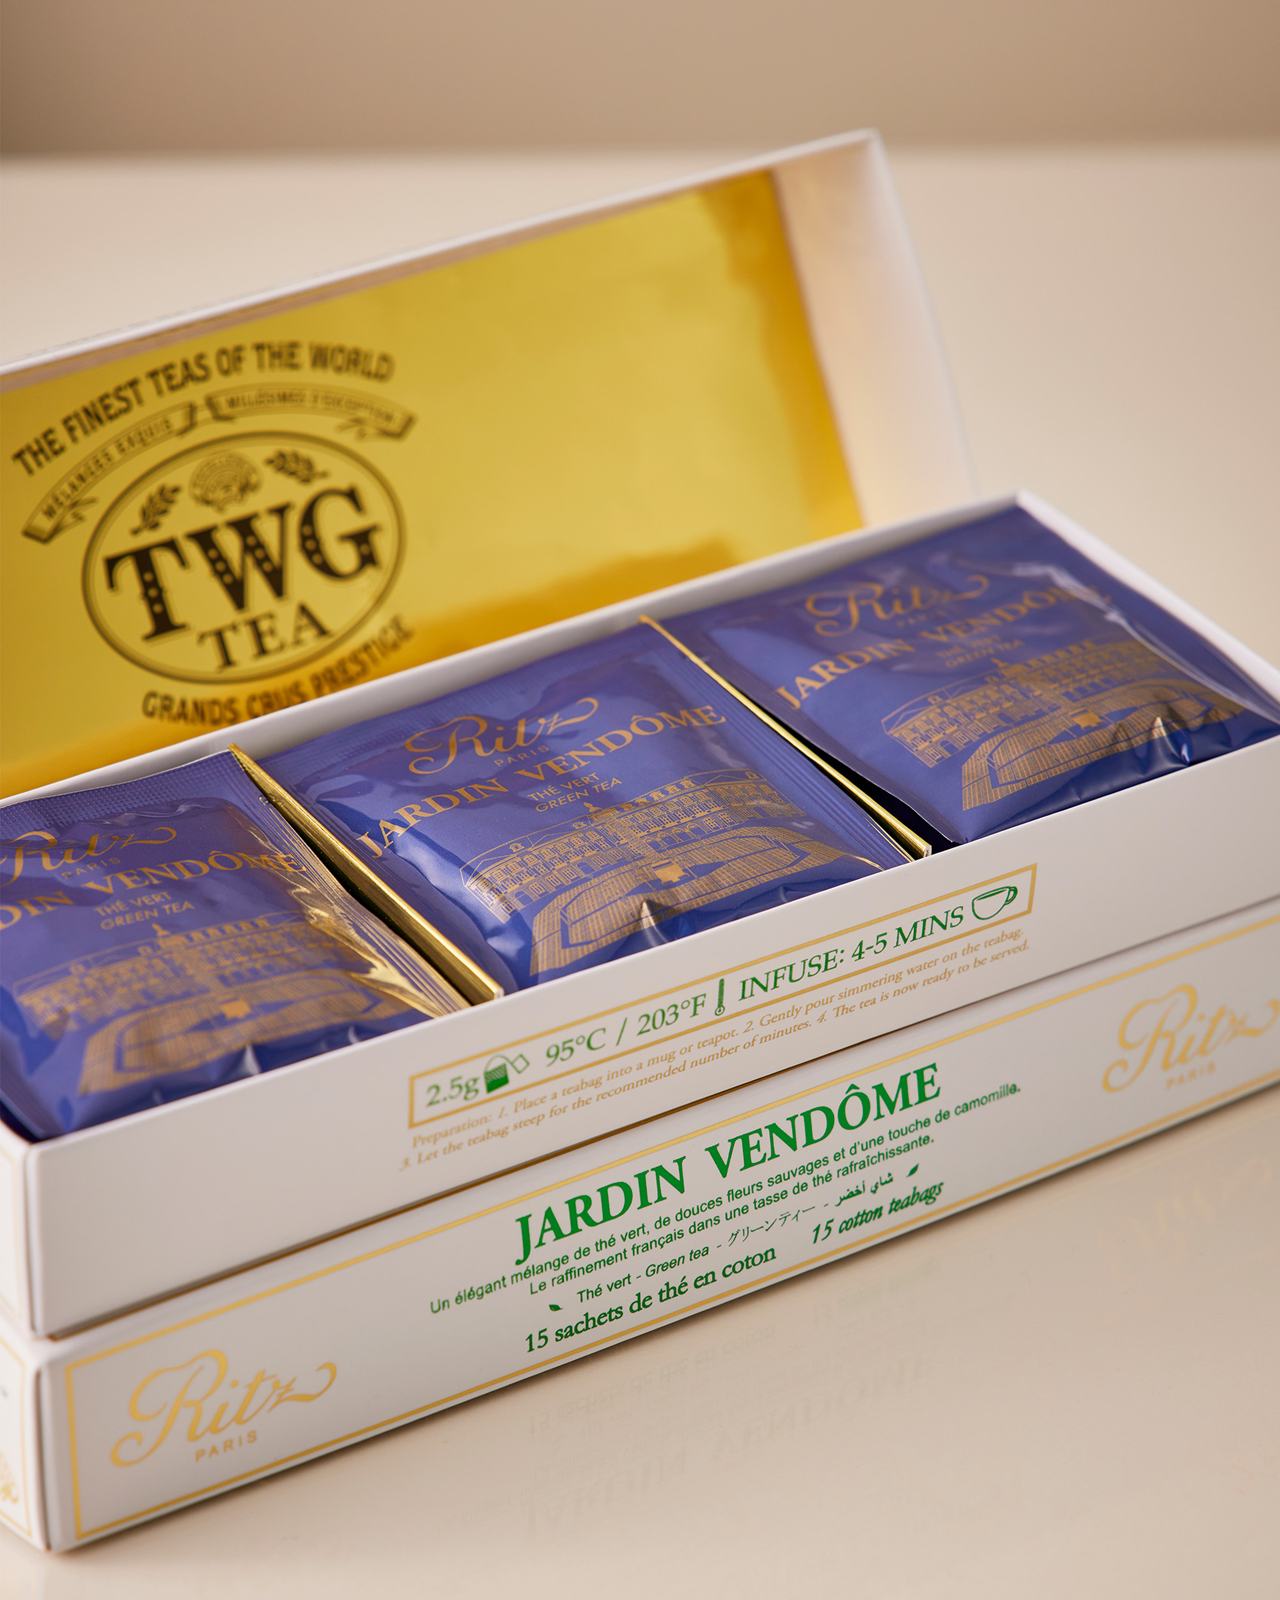 THE FINEST TEAS OF THE WORLD
MÉLANGES EXQUIS MILLÉSIMES D'EXCEPTION
TWG
TEA
GRANDS CRUS PRESTIGE
Ritz
PARIS
JARDIN VENDÔME
THÉ VERT
GREEN TEA
Ritz
PARIS
JARDIN VENDÔME
THÉ VERT
GREEN TEA
Ritz
PARIS
DIN VENDÔME
THÉ VERT
GREEN TEA
2.5g 95°C / 203°F INFUSE: 4-5 MINS
Preparation: 1. Place a teabag into a mug or teapot. 2. Gently pour simmering water on the teabag.
3. Let the teabag steep for the recommended number of minutes. 4. The tea is now ready to be served.
Ritz
PARIS
JARDIN VENDÔME
Un élégant mélange de thé vert, de douces fleurs sauvages et d'une touche de camomille.
Le raffinement français dans une tasse de thé rafraîchissante.
Thé vert - Green tea - グリーンティー - شاي أخضر
15 sachets de thé en coton 15 cotton teabags
Ritz
PARIS